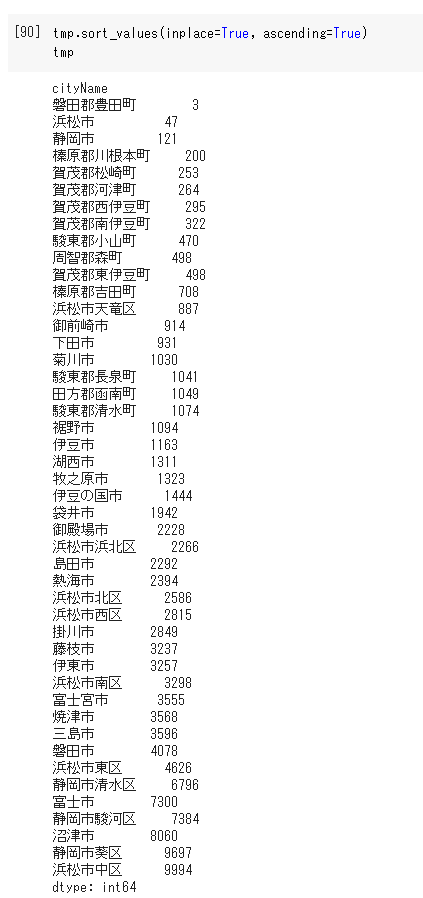 [90] tmp.sort_values(inplace=True, ascending=True)
tmp
cityName
磐田郡豊田町 3
浜松市 47
静岡市 121
榛原郡川根本町 200
賀茂郡松崎町 253
賀茂郡河津町 264
賀茂郡西伊豆町 295
賀茂郡南伊豆町 322
駿東郡小山町 470
周智郡森町 498
賀茂郡東伊豆町 498
榛原郡吉田町 708
浜松市天竜区 887
御前崎市 914
下田市 931
菊川市 1030
駿東郡長泉町 1041
田方郡函南町 1049
駿東郡清水町 1074
裾野市 1094
伊豆市 1163
湖西市 1311
牧之原市 1323
伊豆の国市 1444
袋井市 1942
御殿場市 2228
浜松市浜北区 2266
島田市 2292
熱海市 2394
浜松市北区 2586
浜松市西区 2815
掛川市 2849
藤枝市 3237
伊東市 3257
浜松市南区 3298
富士宮市 3555
焼津市 3568
三島市 3596
磐田市 4078
浜松市東区 4626
静岡市清水区 6796
富士市 7300
静岡市駿河区 7384
沼津市 8060
静岡市葵区 9697
浜松市中区 9994
dtype: int64